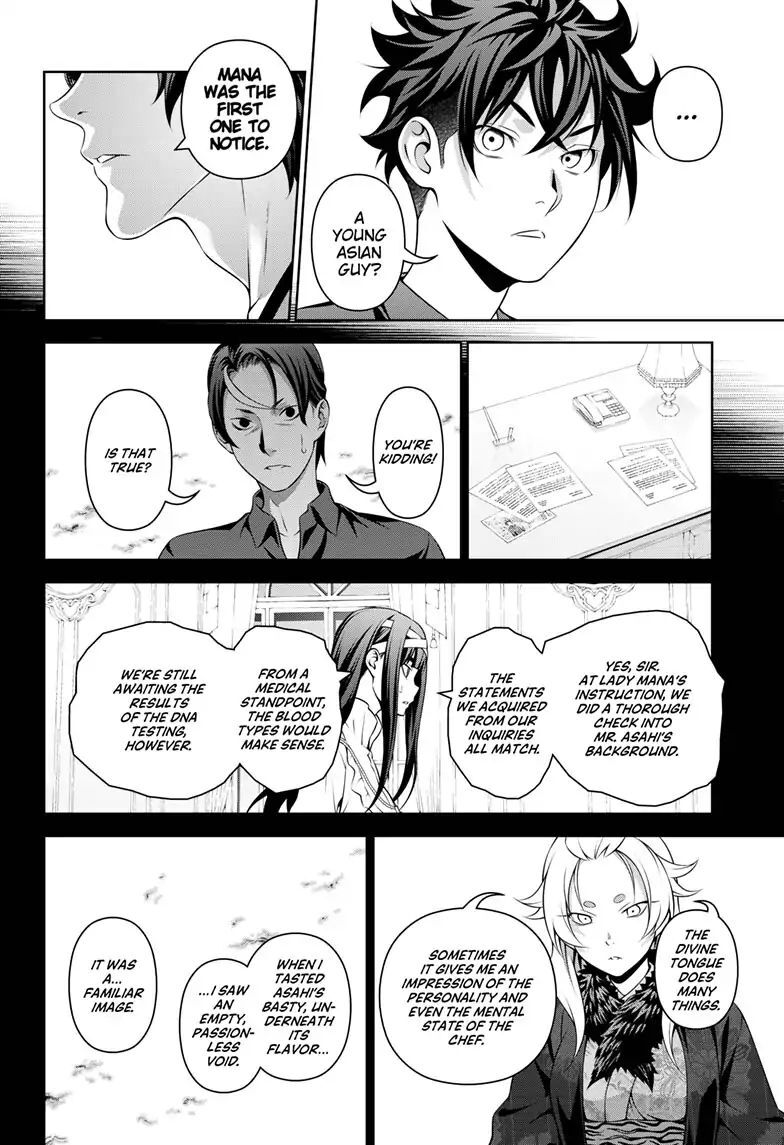 ...
A
YOUNG
ASIAN
GUY?
MANA
WAS THE
FIRST
ONE TO
NOTICE.
YOU'RE
KIDDING!
IS THAT
TRUE?
YES, SIR.
AT LADY MANA'S
INSTRUCTION, WE
DID A THOROUGH
CHECK INTO
MR. ASAHI'S
BACKGROUND.
THE
STATEMENTS
WE ACQUIRED
FROM OUR
INQUIRIES
ALL MATCH.
FROM A
MEDICAL
STANDPOINT,
THE BLOOD
TYPES WOULD
MAKE SENSE.
WE'RE STILL
AWAITING THE
RESULTS
OF THE DNA
TESTING,
HOWEVER.
THE
DIVINE
TONGUE
DOES
MANY
THINGS.
SOMETIMES
IT GIVES ME AN
IMPRESSION OF THE
PERSONALITY AND
EVEN THE MENTAL
STATE OF THE
CHEF.
WHEN I
TASTED
ASAHI'S
BASTY, UN-
DERNEATH
ITS
FLAVOR...
...I SAW
AN
EMPTY,
PASSION-
LESS
VOID.
IT WAS
A...
FAMILIAR
IMAGE.